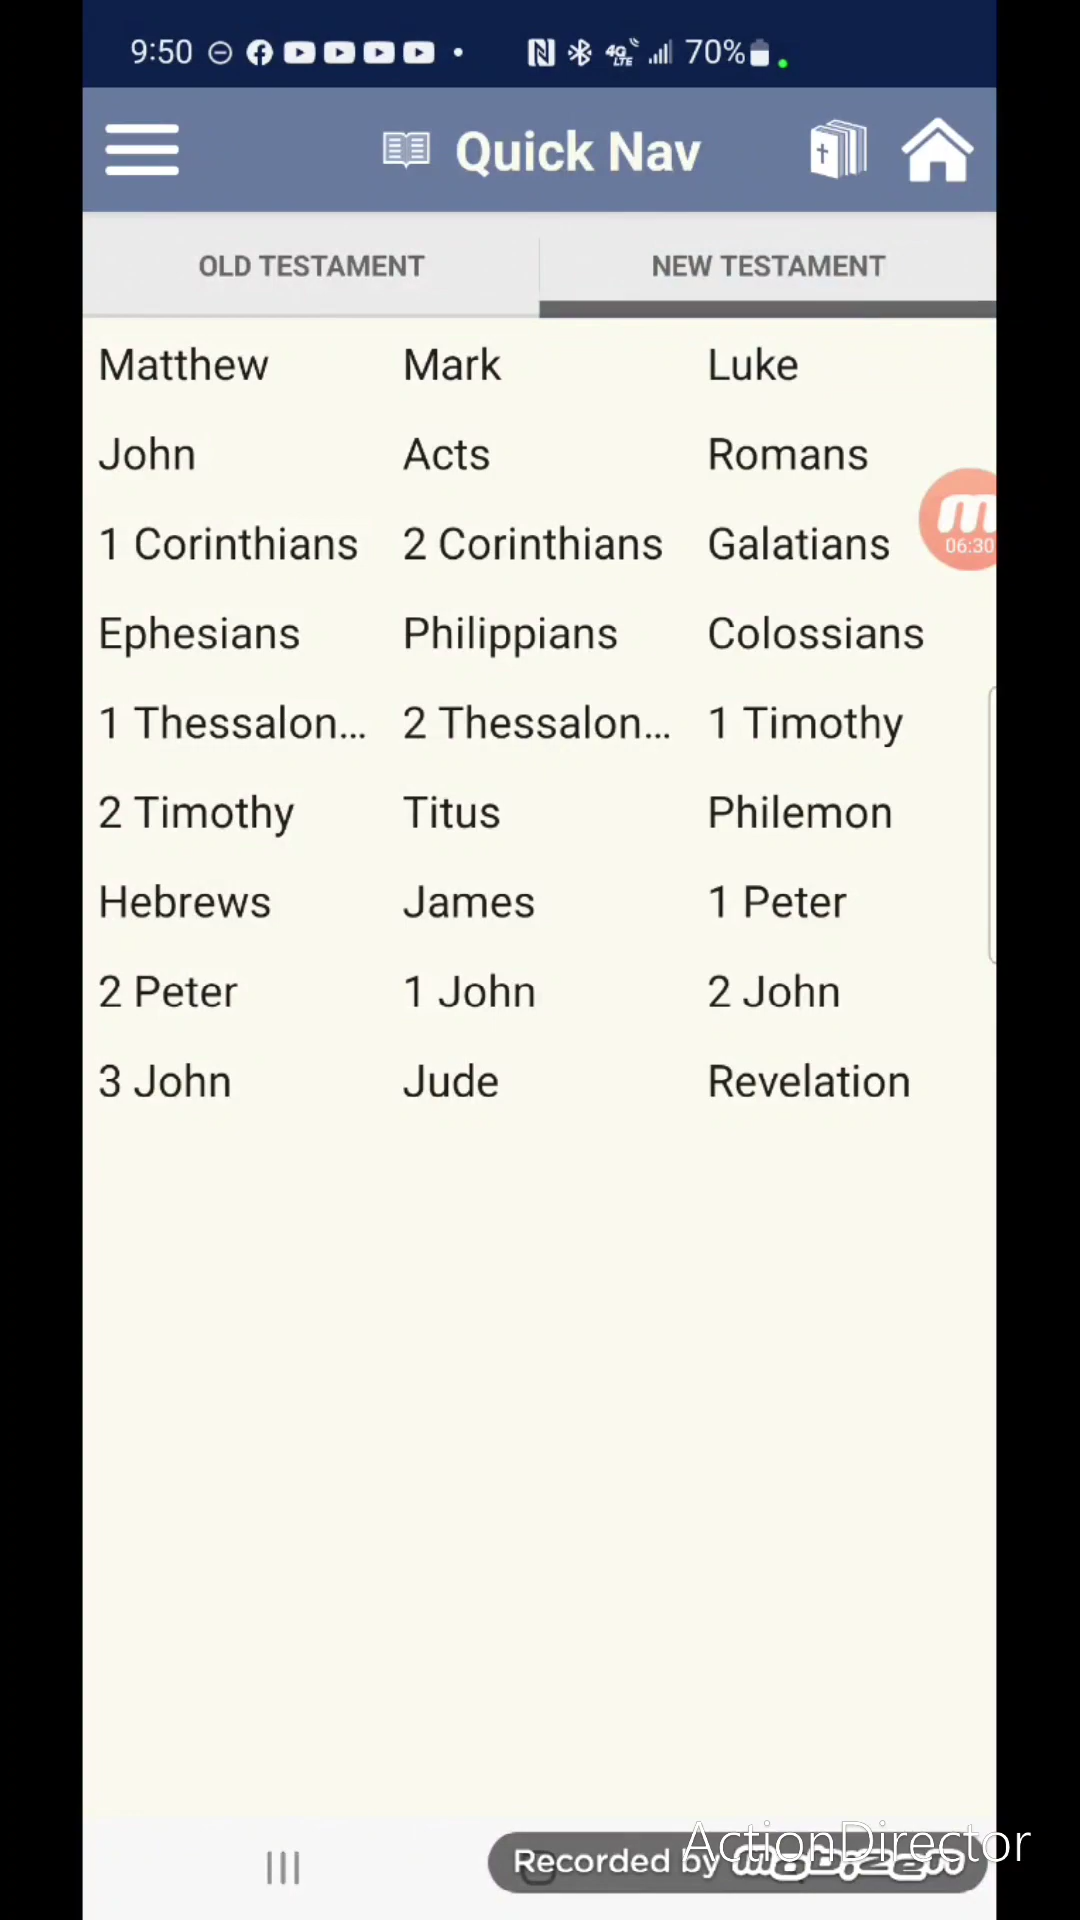 9:50 4G LTE 70%
Quick Nav
OLD TESTAMENT NEW TESTAMENT
Matthew Mark Luke
John Acts Romans
1 Corinthians 2 Corinthians Galatians
06:30
Ephesians Philippians Colossians
1 Thessalon... 2 Thessalon... 1 Timothy
2 Timothy Titus Philemon
Hebrews James 1 Peter
2 Peter 1 John 2 John
3 John Jude Revelation
ActionDirector
Recorded by